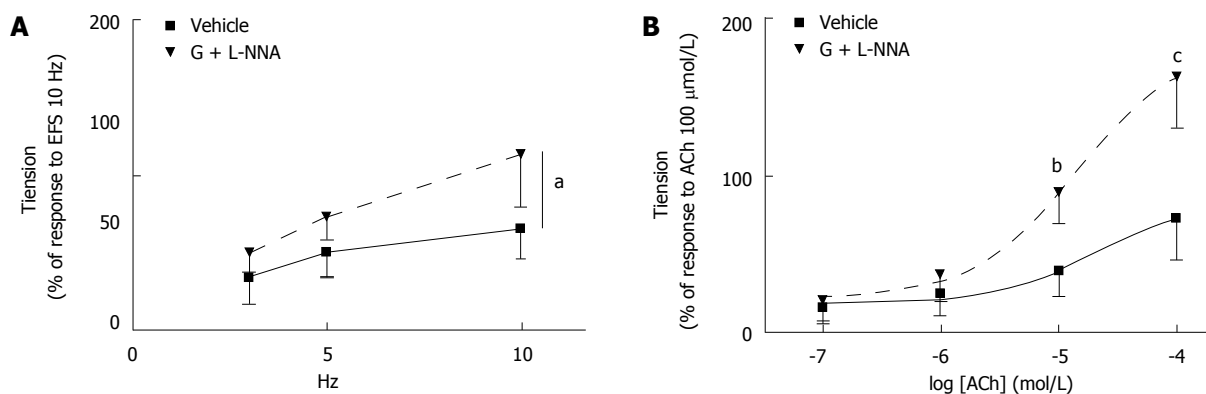 A
Vehicle
G + L-NNA
Tiension
(% of response to EFS 10 Hz)
200
100
50
0
0
5
10
Hz
a
B
Vehicle
G + L-NNA
Tiension
(% of response to ACh 100 μmol/L)
200
100
0
-7
-6
-5
-4
log [ACh] (mol/L)
b
c